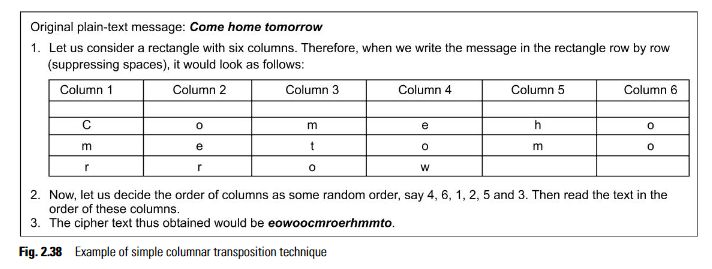 Original plain-text message: Come home tomorrow
1. Let us consider a rectangle with six columns. Therefore, when we write the message in the rectangle row by row
(suppressing spaces), it would look as follows:
Column 1 Column 2 Column 3 Column 4 Column 5 Column 6
C o m e h o
m e t o m o
r r o w
2. Now, let us decide the order of columns as some random order, say 4, 6, 1, 2, 5 and 3. Then read the text in the
order of these columns.
3. The cipher text thus obtained would be eowoocmroerhmmto.
Fig. 2.38 Example of simple columnar transposition technique